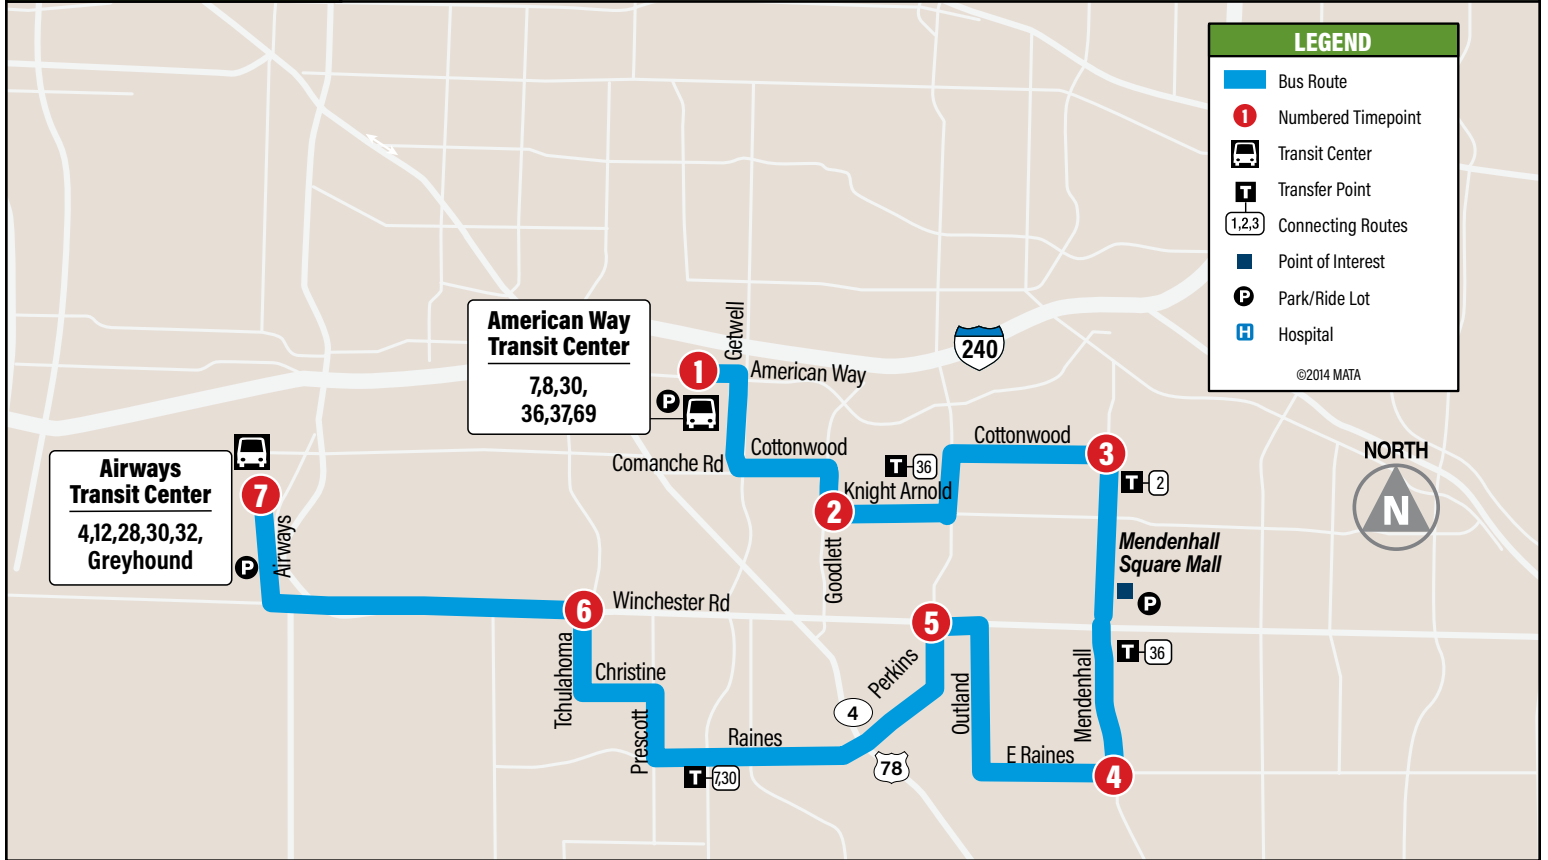 LEGEND
Bus Route
1 Numbered Timepoint
Transit Center
T Transfer Point
1,2,3 Connecting Routes
Point of Interest
P Park/Ride Lot
H Hospital
©2014 MATA
American Way
Transit Center
7,8,30,
36,37,69
P
1
Getwell
American Way
240
Cottonwood
Comanche Rd
T 36
Cottonwood
3
T 2
Knight Arnold
2
Goodlett
NORTH
N
Airways
Transit Center
4,12,28,30,32,
Greyhound
7
P
Airways
Mendenhall
Square Mall
P
6
Winchester Rd
5
T 36
Tchulahoma
Christine
Prescott
Raines
T 7,30
4
Perkins
78
Outland
E Raines
Mendenhall
4